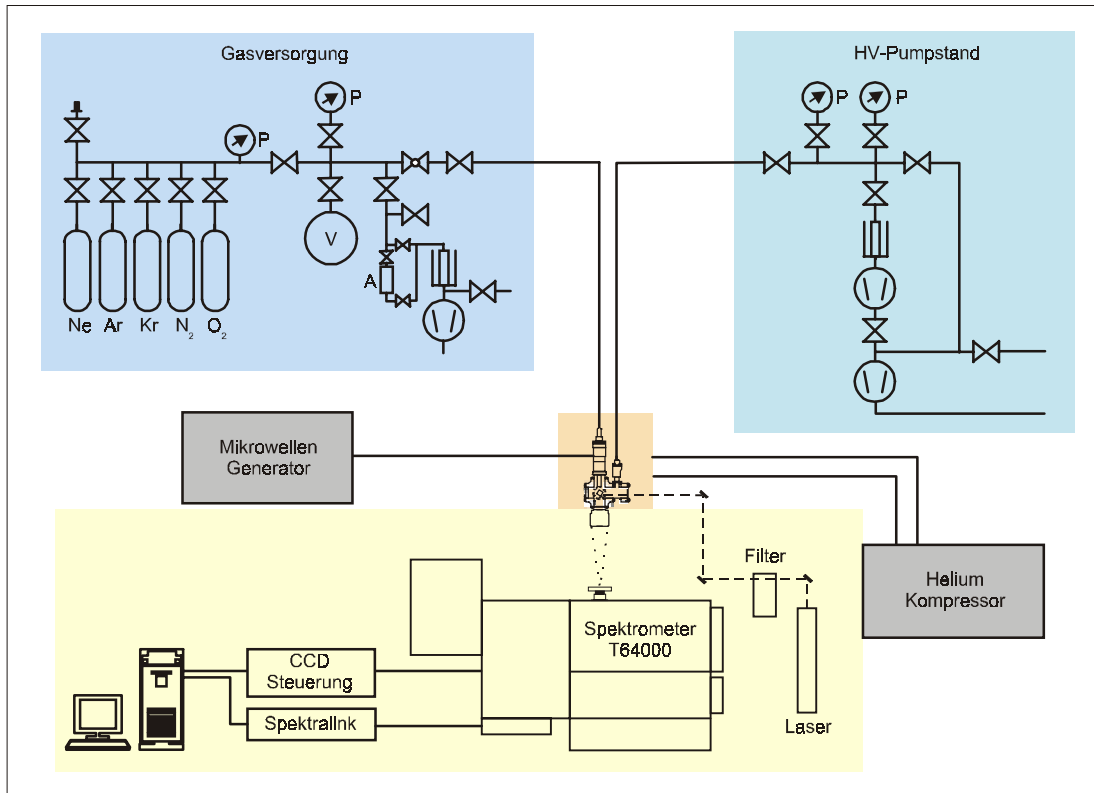 Gasversorgung
HV-Pumpstand
P
P
P
P
V
A
Ne Ar Kr N₂ O₂
Mikrowellen
Generator
Filter
Helium
Kompressor
Spektrometer
T64000
CCD
Steuerung
Spektrallnk
Laser